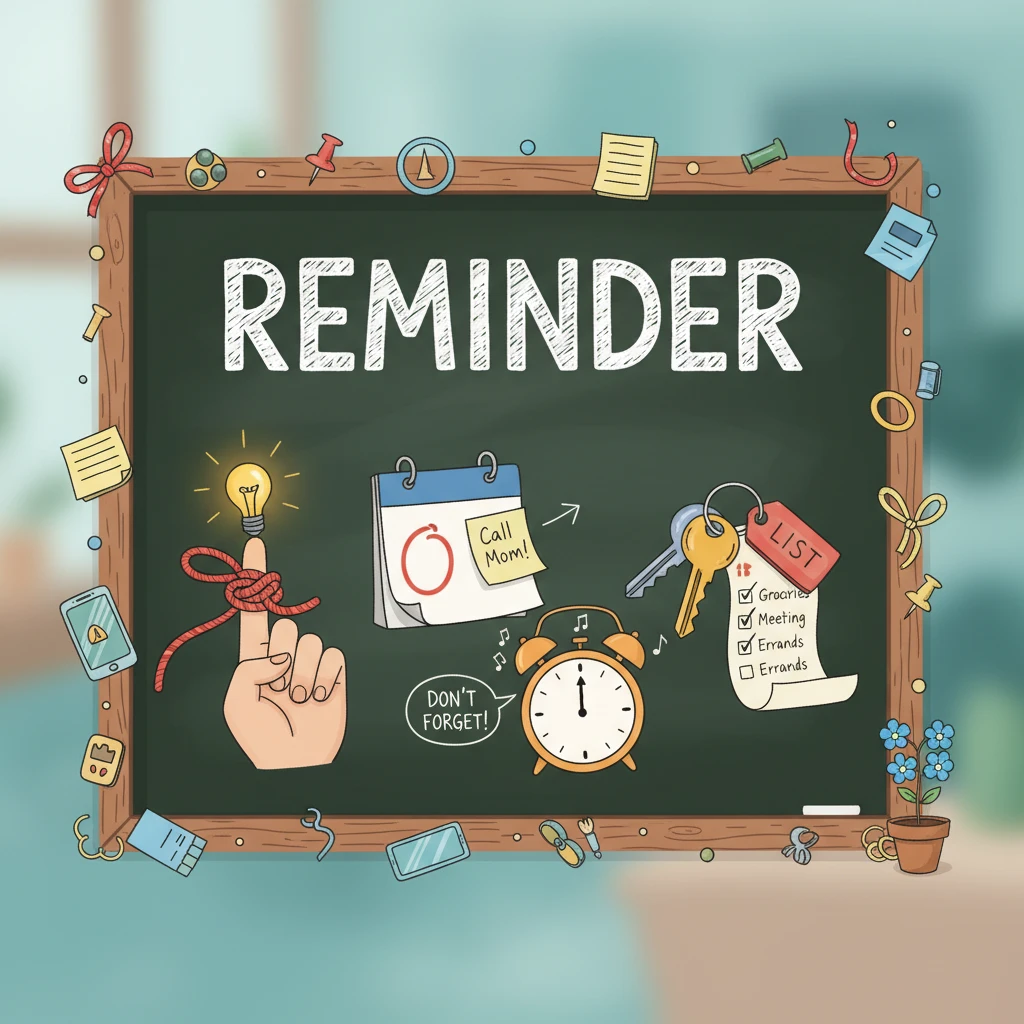 REMINDER
Call
Mom!
LIST
Groceries
Meeting
Errands
Errands
DON'T
FORGET!